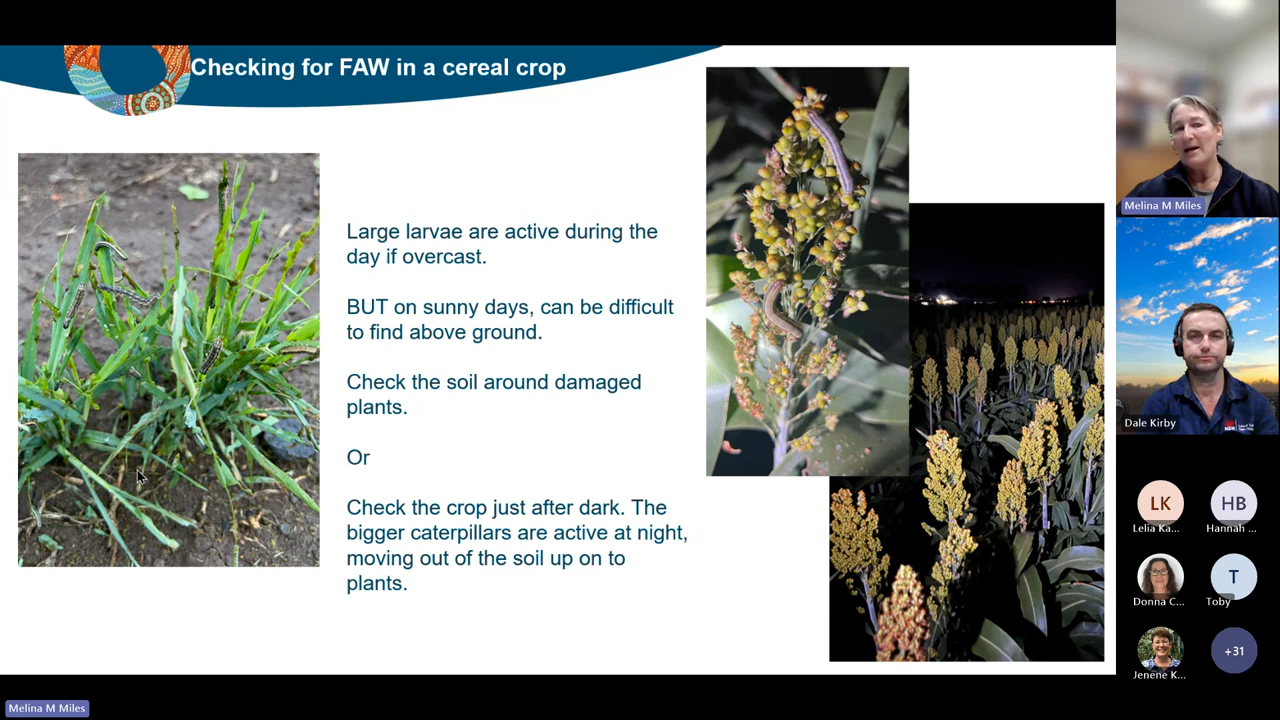 Checking for FAW in a cereal crop
Large larvae are active during the
day if overcast.
BUT on sunny days, can be difficult
to find above ground.
Check the soil around damaged
plants.
Or
Check the crop just after dark. The
bigger caterpillars are active at night,
moving out of the soil up on to
plants.
Melina M Miles
Dale Kirby
LK
HB
Lelia Ka...
Hannah ...
T
Donna C...
Toby
+31
Jenene K...
Melina M Miles